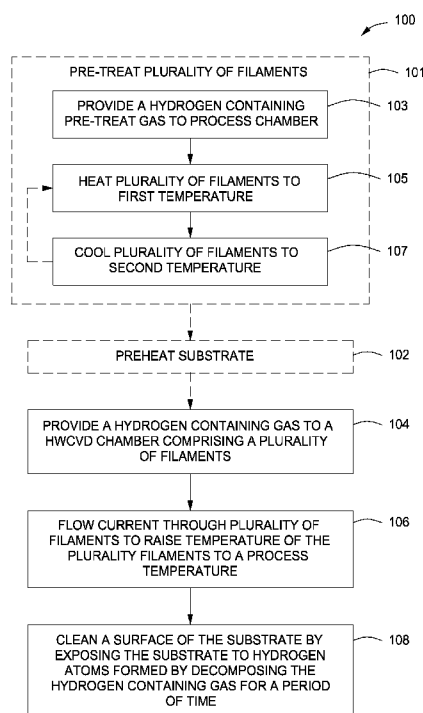 100
PRE-TREAT PLURALITY OF FILAMENTS
101
PROVIDE A HYDROGEN CONTAINING
PRE-TREAT GAS TO PROCESS CHAMBER
103
HEAT PLURALITY OF FILAMENTS TO
FIRST TEMPERATURE
105
COOL PLURALITY OF FILAMENTS TO
SECOND TEMPERATURE
107
PREHEAT SUBSTRATE
102
PROVIDE A HYDROGEN CONTAINING GAS TO A
HWCVD CHAMBER COMPRISING A PLURALITY
OF FILAMENTS
104
FLOW CURRENT THROUGH PLURALITY OF
FILAMENTS TO RAISE TEMPERATURE OF THE
PLURALITY FILAMENTS TO A PROCESS
TEMPERATURE
106
CLEAN A SURFACE OF THE SUBSTRATE BY
EXPOSING THE SUBSTRATE TO HYDROGEN
ATOMS FORMED BY DECOMPOSING THE
HYDROGEN CONTAINING GAS FOR A PERIOD
OF TIME
108